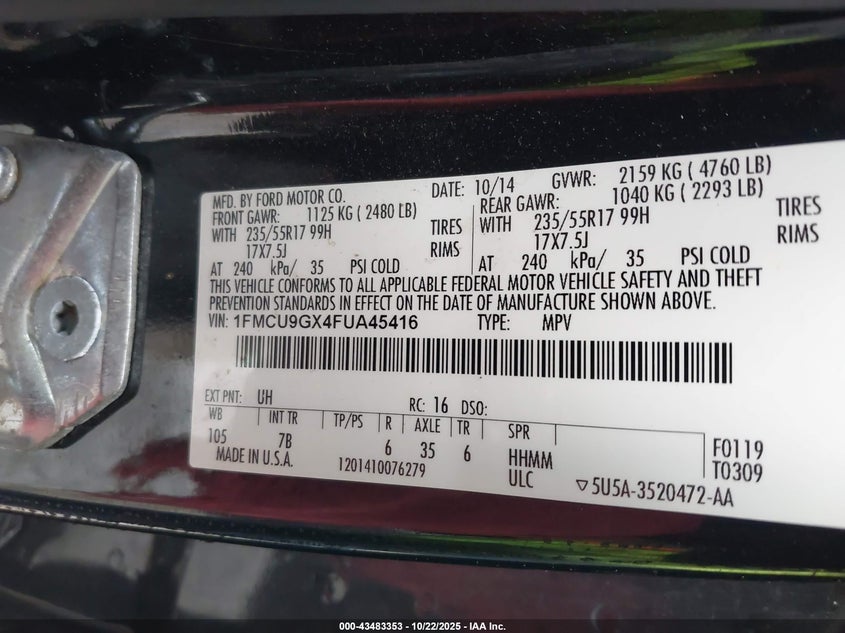 MFD. BY FORD MOTOR CO. DATE: 10/14 GVWR: 2159 KG ( 4760 LB)
FRONT GAWR: 1125 KG ( 2480 LB) REAR GAWR: 1040 KG ( 2293 LB)
WITH 235/55R17 99H TIRES WITH 235/55R17 99H TIRES
17X7.5J RIMS 17X7.5J RIMS
AT 240 kPa/ 35 PSI COLD AT 240 kPa/ 35 PSI COLD
THIS VEHICLE CONFORMS TO ALL APPLICABLE FEDERAL MOTOR VEHICLE SAFETY AND THEFT
PREVENTION STANDARDS IN EFFECT ON THE DATE OF MANUFACTURE SHOWN ABOVE.
VIN: 1FMCU9GX4FUA45416 TYPE: MPV
EXT PNT: UH RC: 16 DSO:
WB INT TR TP/PS R AXLE TR SPR
105 7B 6 35 6 HHMM F0119
MADE IN U.S.A. 1201410076279 ULC T0309
▽5U5A-3520472-AA
000-43483353 - 10/22/2025 - IAA Inc.